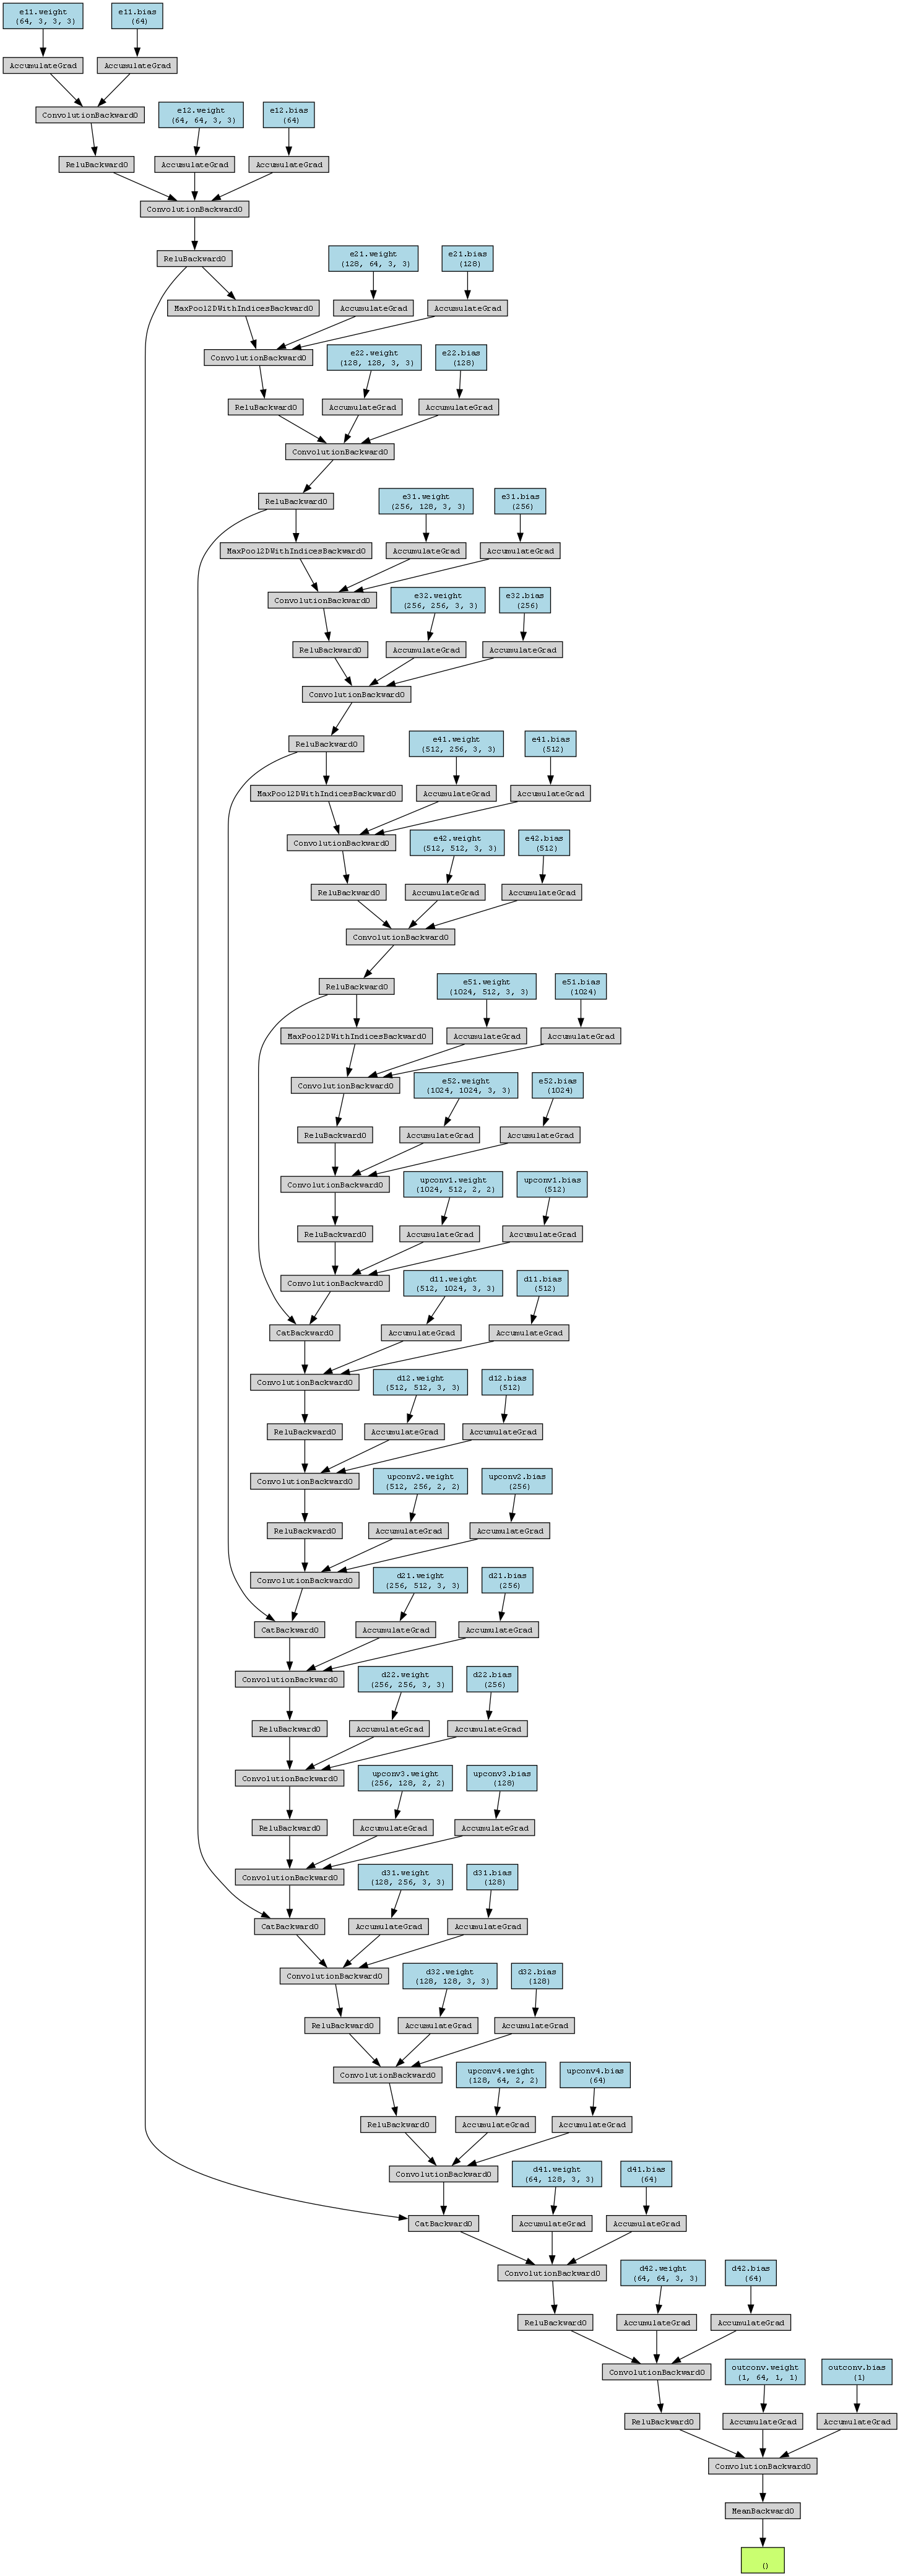 e11.weight
(64, 3, 3, 3)
e11.bias
(64)
AccumulateGrad
AccumulateGrad
ConvolutionBackward0
e12.weight
(64, 64, 3, 3)
e12.bias
(64)
ReluBackward0
AccumulateGrad
AccumulateGrad
ConvolutionBackward0
ReluBackward0
e21.weight
(128, 64, 3, 3)
e21.bias
(128)
MaxPool2DWithIndicesBackward0
AccumulateGrad
AccumulateGrad
ConvolutionBackward0
e22.weight
(128, 128, 3, 3)
e22.bias
(128)
ReluBackward0
AccumulateGrad
AccumulateGrad
ConvolutionBackward0
ReluBackward0
e31.weight
(256, 128, 3, 3)
e31.bias
(256)
MaxPool2DWithIndicesBackward0
AccumulateGrad
AccumulateGrad
ConvolutionBackward0
e32.weight
(256, 256, 3, 3)
e32.bias
(256)
ReluBackward0
AccumulateGrad
AccumulateGrad
ConvolutionBackward0
ReluBackward0
e41.weight
(512, 256, 3, 3)
e41.bias
(512)
MaxPool2DWithIndicesBackward0
AccumulateGrad
AccumulateGrad
ConvolutionBackward0
e42.weight
(512, 512, 3, 3)
e42.bias
(512)
ReluBackward0
AccumulateGrad
AccumulateGrad
ConvolutionBackward0
ReluBackward0
e51.weight
(1024, 512, 3, 3)
e51.bias
(1024)
MaxPool2DWithIndicesBackward0
AccumulateGrad
AccumulateGrad
ConvolutionBackward0
e52.weight
(1024, 1024, 3, 3)
e52.bias
(1024)
ReluBackward0
AccumulateGrad
AccumulateGrad
ConvolutionBackward0
upconv1.weight
(1024, 512, 2, 2)
upconv1.bias
(512)
ReluBackward0
AccumulateGrad
AccumulateGrad
ConvolutionBackward0
d11.weight
(512, 1024, 3, 3)
d11.bias
(512)
CatBackward0
AccumulateGrad
AccumulateGrad
ConvolutionBackward0
d12.weight
(512, 512, 3, 3)
d12.bias
(512)
ReluBackward0
AccumulateGrad
AccumulateGrad
ConvolutionBackward0
upconv2.weight
(512, 256, 2, 2)
upconv2.bias
(256)
ReluBackward0
AccumulateGrad
AccumulateGrad
ConvolutionBackward0
d21.weight
(256, 512, 3, 3)
d21.bias
(256)
CatBackward0
AccumulateGrad
AccumulateGrad
ConvolutionBackward0
d22.weight
(256, 256, 3, 3)
d22.bias
(256)
ReluBackward0
AccumulateGrad
AccumulateGrad
ConvolutionBackward0
upconv3.weight
(256, 128, 2, 2)
upconv3.bias
(128)
ReluBackward0
AccumulateGrad
AccumulateGrad
ConvolutionBackward0
d31.weight
(128, 256, 3, 3)
d31.bias
(128)
CatBackward0
AccumulateGrad
AccumulateGrad
ConvolutionBackward0
d32.weight
(128, 128, 3, 3)
d32.bias
(128)
ReluBackward0
AccumulateGrad
AccumulateGrad
ConvolutionBackward0
upconv4.weight
(128, 64, 2, 2)
upconv4.bias
(64)
ReluBackward0
AccumulateGrad
AccumulateGrad
ConvolutionBackward0
d41.weight
(64, 128, 3, 3)
d41.bias
(64)
CatBackward0
AccumulateGrad
AccumulateGrad
ConvolutionBackward0
d42.weight
(64, 64, 3, 3)
d42.bias
(64)
ReluBackward0
AccumulateGrad
AccumulateGrad
ConvolutionBackward0
outconv.weight
(1, 64, 1, 1)
outconv.bias
(1)
ReluBackward0
AccumulateGrad
AccumulateGrad
ConvolutionBackward0
MeanBackward0
()